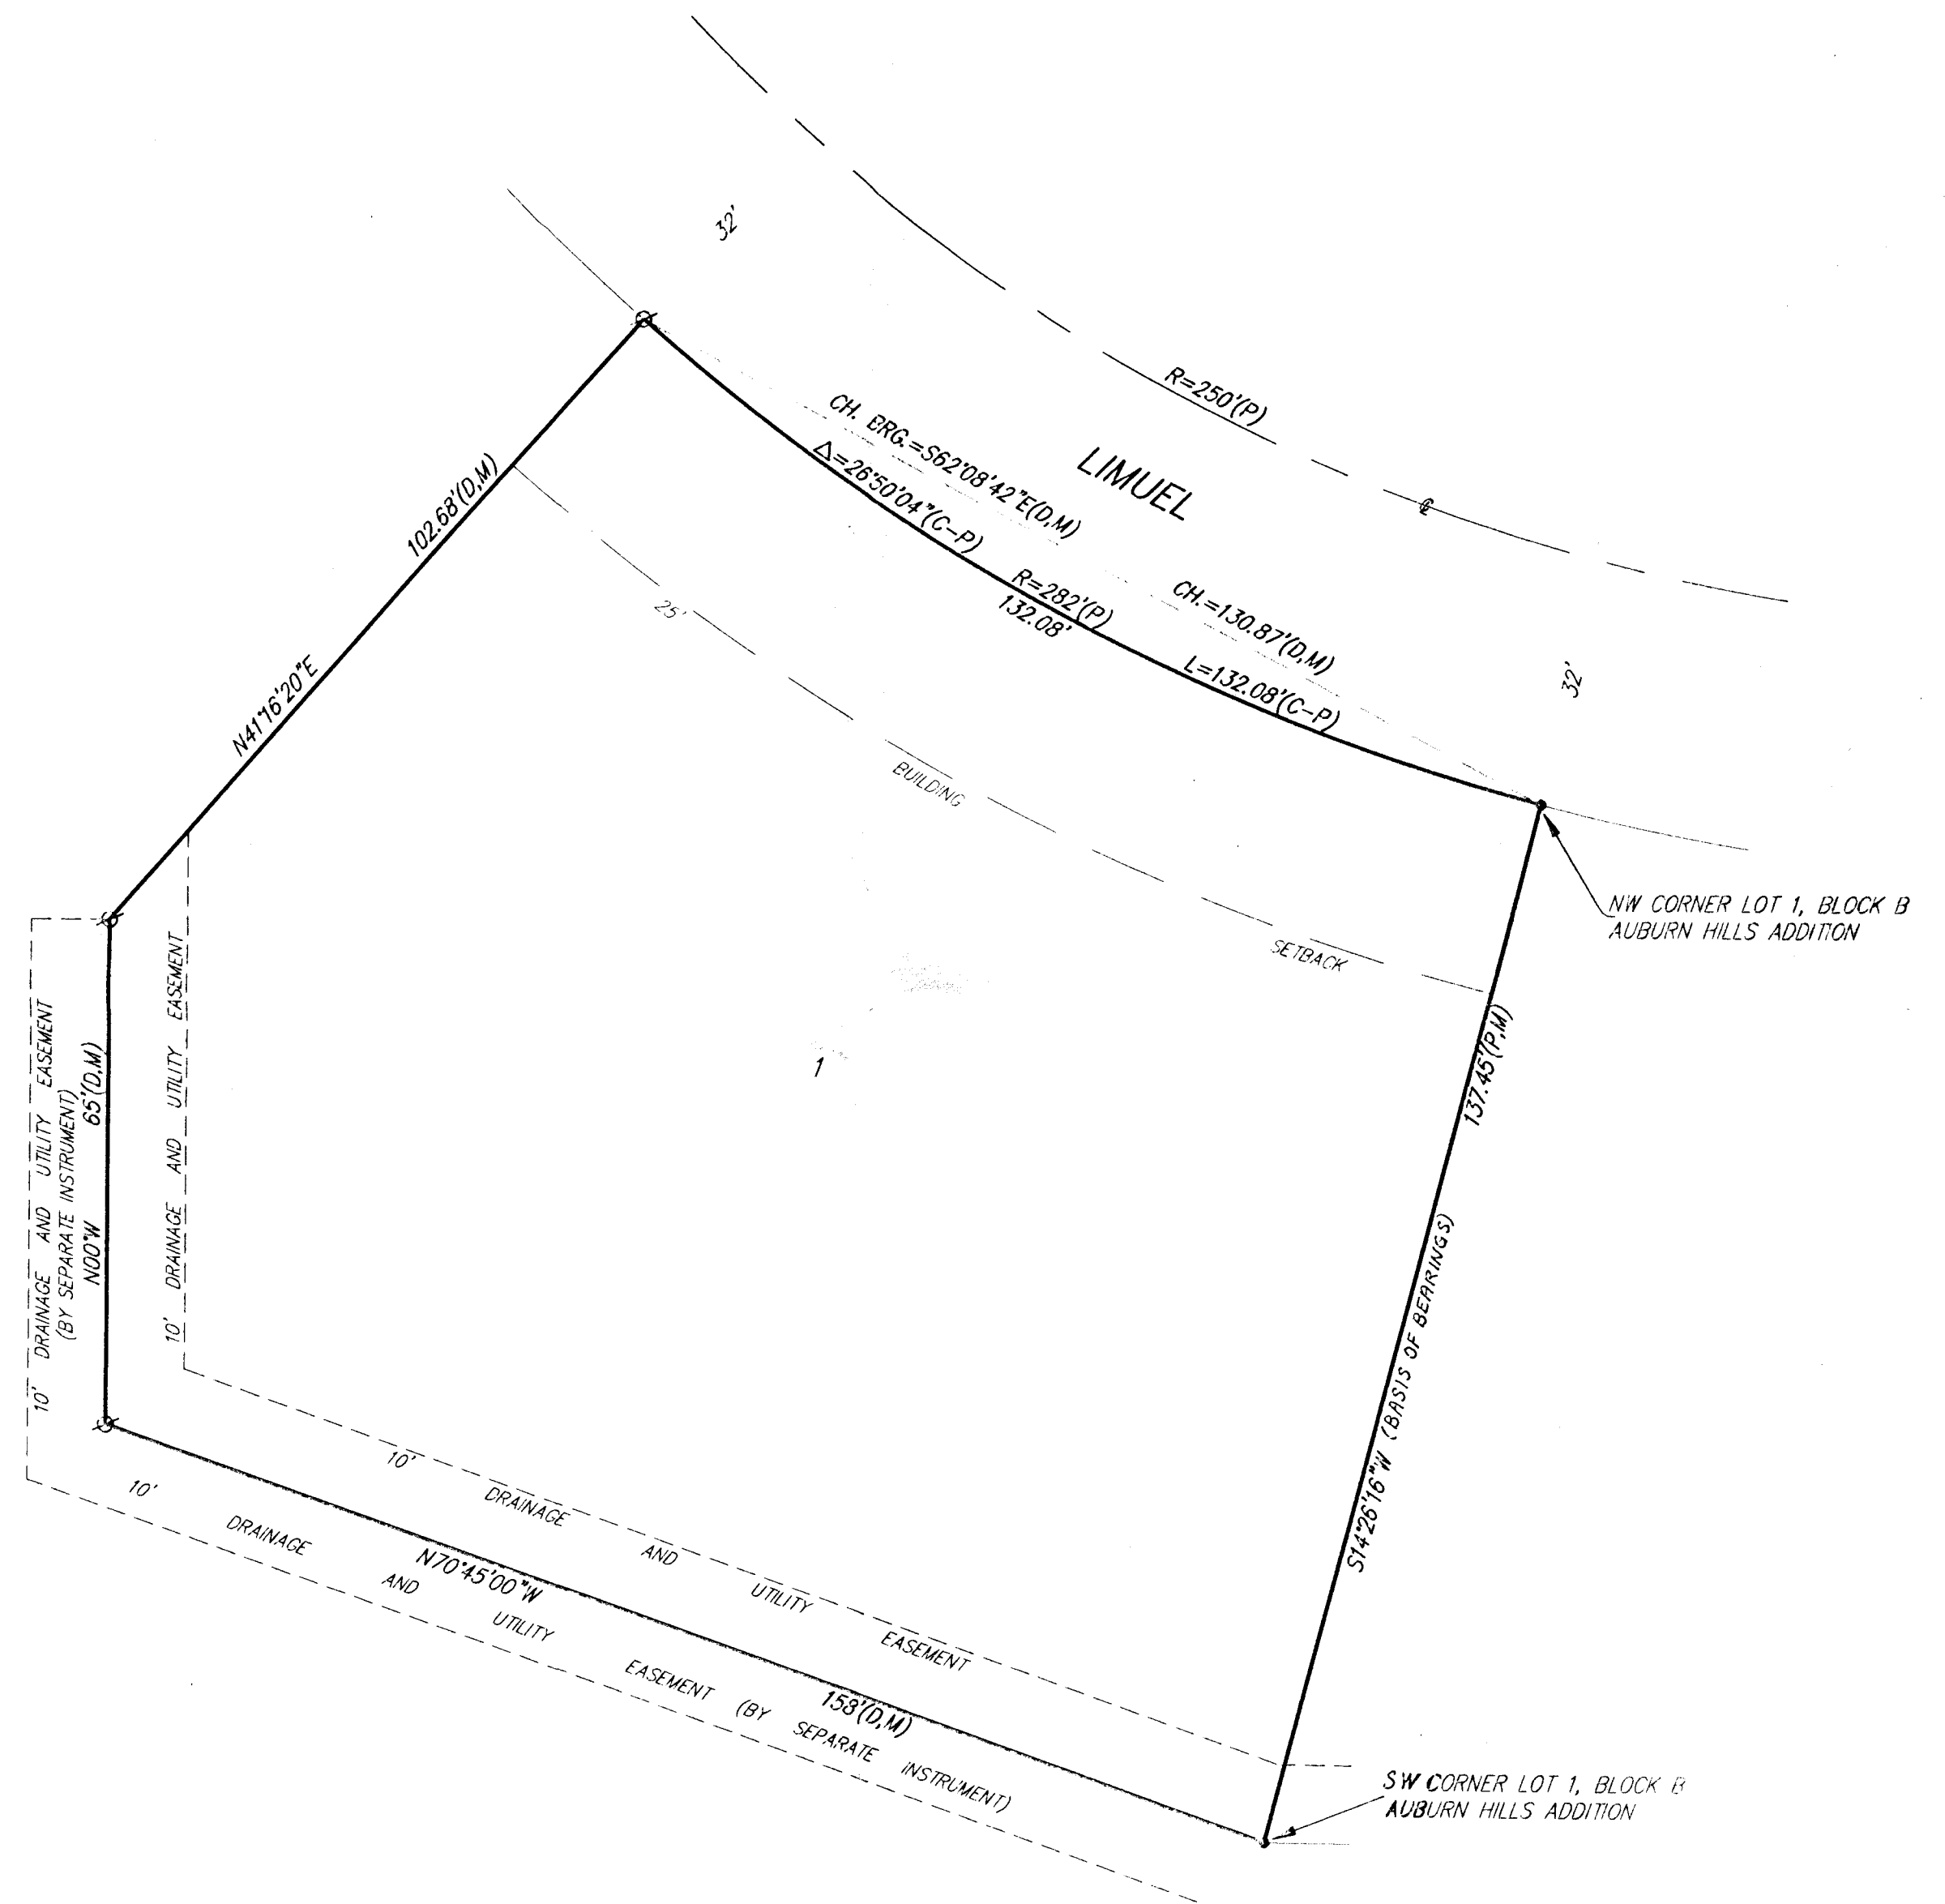 32'
R=250'(P)
LIMUEL
CH. BRG.=S62°08'42"E(D,M)
Δ=26°50'04"(C-P)
R=282'(P)
132.08'
CH.=130.87'(D,M)
L=132.08'(C-P)
32'
102.68'(D,M)
N41°16'20"E
25'
BUILDING
SETBACK
NW CORNER LOT 1, BLOCK B
AUBURN HILLS ADDITION
137.45'(P,M)
S14°26'16"W (BASIS OF BEARINGS)
1
10' DRAINAGE AND UTILITY EASEMENT
(BY SEPARATE INSTRUMENT)
N00°W 65'(D,M)
10' DRAINAGE AND UTILITY EASEMENT
10' DRAINAGE AND UTILITY EASEMENT
N70°45'00"W 158'(D,M)
10' DRAINAGE AND UTILITY EASEMENT (BY SEPARATE INSTRUMENT)
SW CORNER LOT 1, BLOCK B
AUBURN HILLS ADDITION